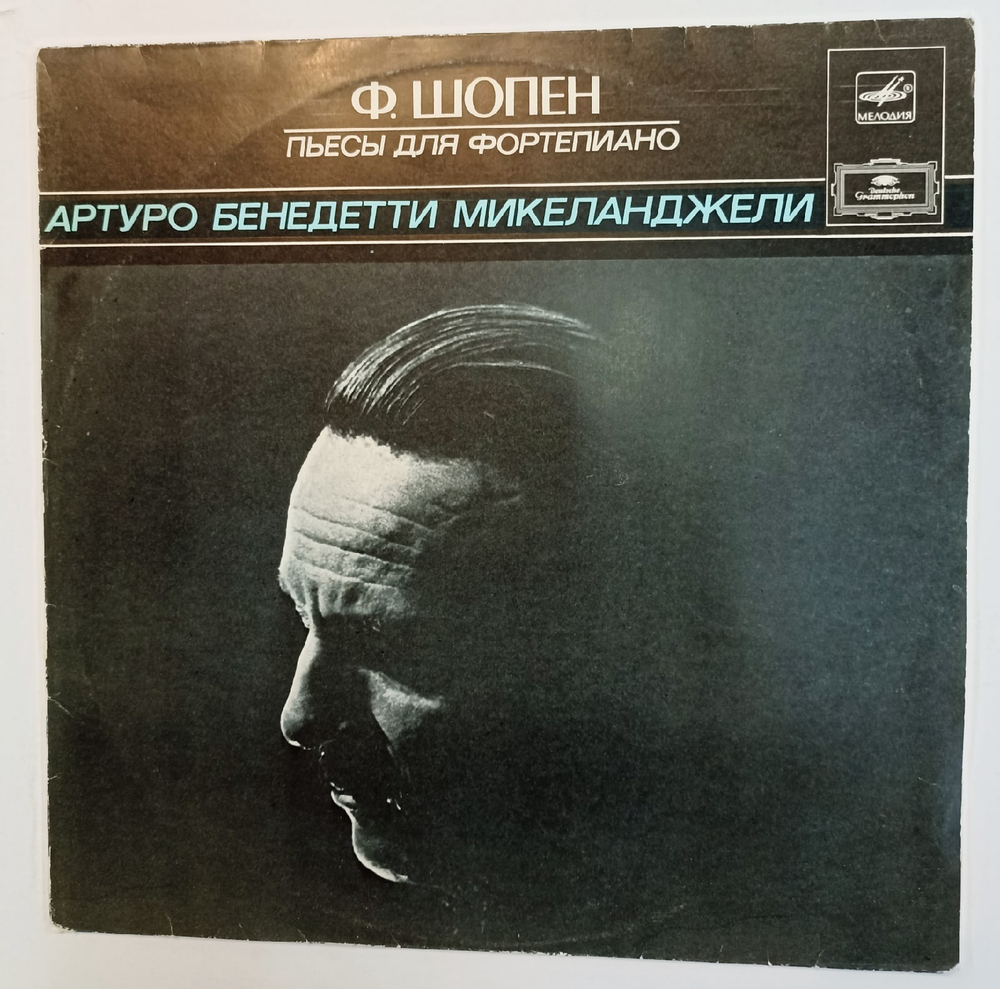 Ф. ШОПЕН
ПЬЕСЫ ДЛЯ ФОРТЕПИАНО
МЕЛОДИЯ
Deutsche
Grammophon
АРТУРО БЕНЕДЕТТИ МИКЕЛАНДЖЕЛИ